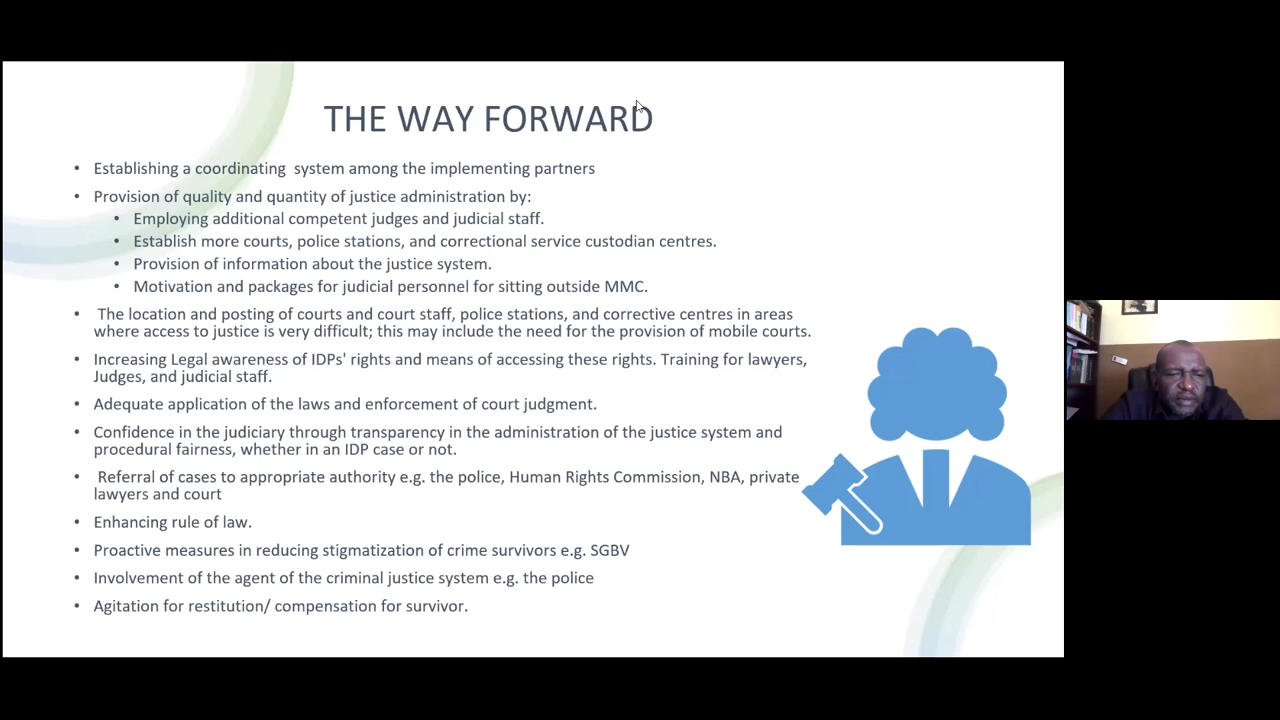 THE WAY FORWARD
• Establishing a coordinating system among the implementing partners
• Provision of quality and quantity of justice administration by:
• Employing additional competent judges and judicial staff.
• Establish more courts, police stations, and correctional service custodian centres.
• Provision of information about the justice system.
• Motivation and packages for judicial personnel for sitting outside MMC.
• The location and posting of courts and court staff, police stations, and corrective centres in areas
where access to justice is very difficult; this may include the need for the provision of mobile courts.
• Increasing Legal awareness of IDPs' rights and means of accessing these rights. Training for lawyers,
Judges, and judicial staff.
• Adequate application of the laws and enforcement of court judgment.
• Confidence in the judiciary through transparency in the administration of the justice system and
procedural fairness, whether in an IDP case or not.
• Referral of cases to appropriate authority e.g. the police, Human Rights Commission, NBA, private
lawyers and court
• Enhancing rule of law.
• Proactive measures in reducing stigmatization of crime survivors e.g. SGBV
• Involvement of the agent of the criminal justice system e.g. the police
• Agitation for restitution/ compensation for survivor.